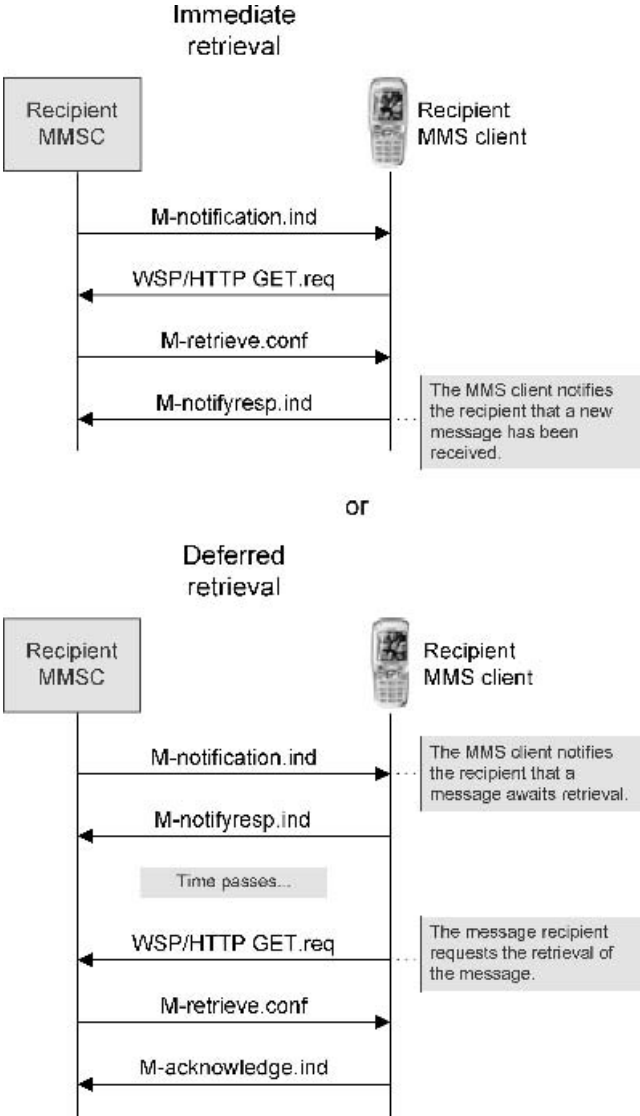 Immediate
retrieval
Recipient
MMSC
Recipient
MMS client
M-notification.ind
WSP/HTTP GET.req
M-retrieve.conf
M-notifyresp.ind
The MMS client notifies
the recipient that a new
message has been
received.
or
Deferred
retrieval
Recipient
MMSC
Recipient
MMS client
M-notification.ind
The MMS client notifies
the recipient that a
message awaits retrieval.
M-notifyresp.ind
Time passes...
WSP/HTTP GET.req
The message recipient
requests the retrieval of
the message.
M-retrieve.conf
M-acknowledge.ind